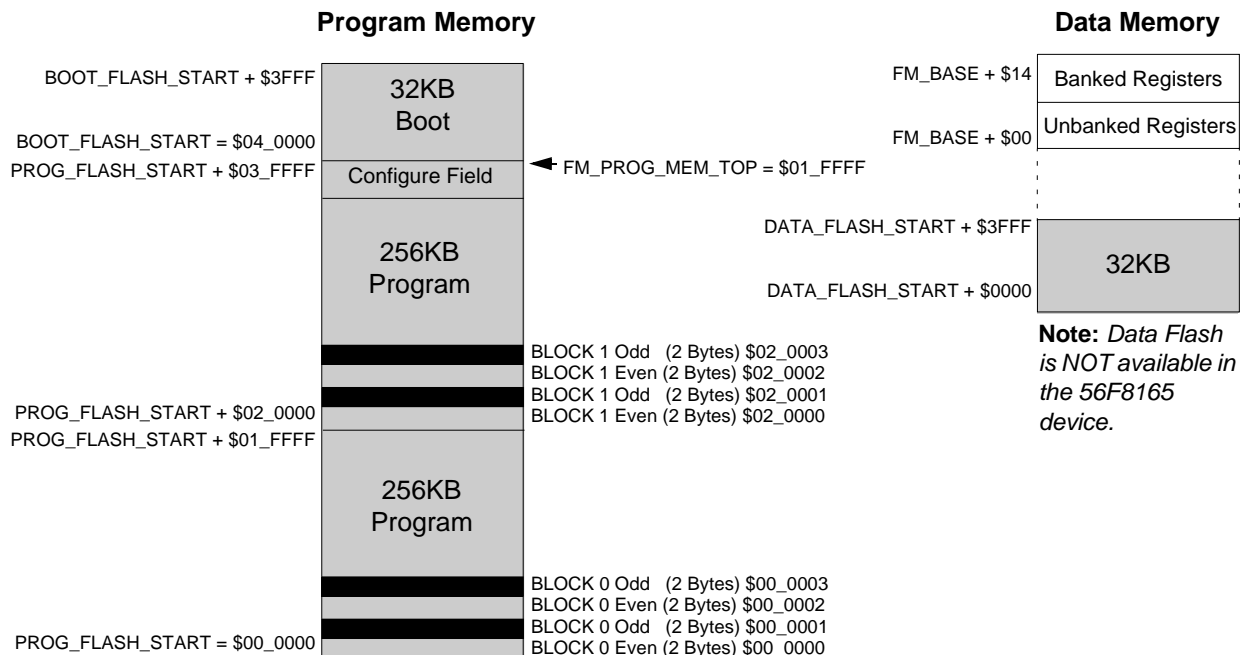 Program Memory
BOOT_FLASH_START + $3FFF
32KB
Boot
BOOT_FLASH_START = $04_0000
PROG_FLASH_START + $03_FFFF
Configure Field
FM_PROG_MEM_TOP = $01_FFFF
256KB
Program
BLOCK 1 Odd (2 Bytes) $02_0003
BLOCK 1 Even (2 Bytes) $02_0002
BLOCK 1 Odd (2 Bytes) $02_0001
PROG_FLASH_START + $02_0000
BLOCK 1 Even (2 Bytes) $02_0000
PROG_FLASH_START + $01_FFFF
256KB
Program
BLOCK 0 Odd (2 Bytes) $00_0003
BLOCK 0 Even (2 Bytes) $00_0002
BLOCK 0 Odd (2 Bytes) $00_0001
PROG_FLASH_START = $00_0000
BLOCK 0 Even (2 Bytes) $00_0000
Data Memory
FM_BASE + $14
Banked Registers
Unbanked Registers
FM_BASE + $00
DATA_FLASH_START + $3FFF
32KB
DATA_FLASH_START + $0000
Note: Data Flash
is NOT available in
the 56F8165
device.